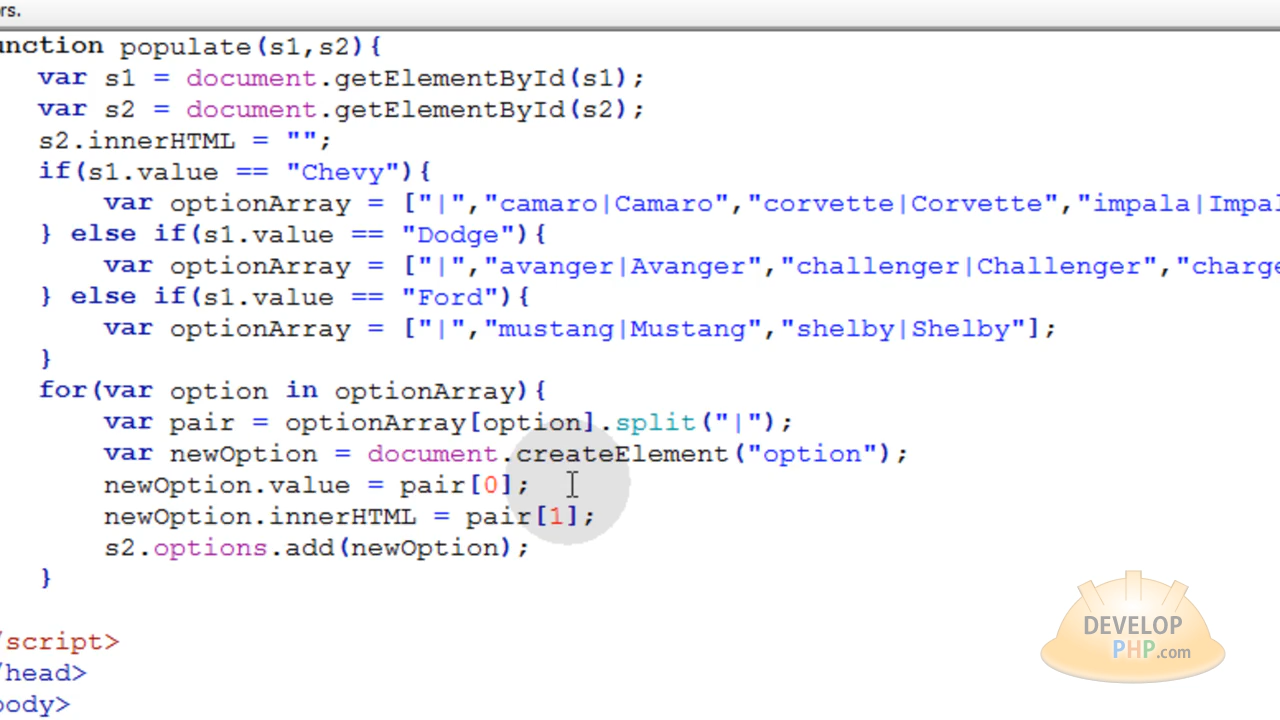 rs.
unction populate(s1,s2){
var s1 = document.getElementById(s1);
var s2 = document.getElementById(s2);
s2.innerHTML = "";
if(s1.value == "Chevy"){
var optionArray = ["|","camaro|Camaro","corvette|Corvette","impala|Impal
} else if(s1.value == "Dodge"){
var optionArray = ["|","avanger|Avanger","challenger|Challenger","charge
} else if(s1.value == "Ford"){
var optionArray = ["|","mustang|Mustang","shelby|Shelby"];
}
for(var option in optionArray){
var pair = optionArray[option].split("|");
var newOption = document.createElement("option");
newOption.value = pair[0];
newOption.innerHTML = pair[1];
s2.options.add(newOption);
}
/script>
/head>
body>
DEVELOP
PHP.com